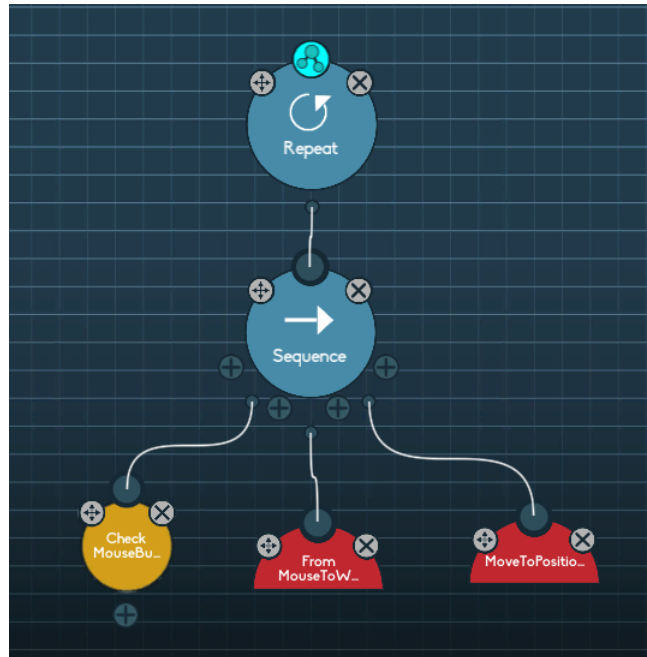 Repeat
Sequence
Check
MouseBu...
From
MouseToW...
MoveToPositio...